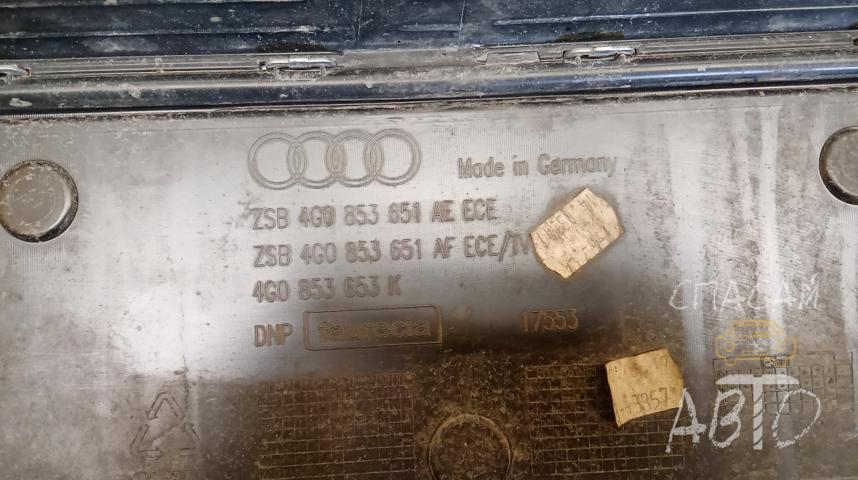 Made in Germany
ZSB 4G0 853 651 AE ECE
ZSB 4G0 853 651 AF ECE/TV
4G0 853 653 K
DNP faurecia 17553
СПАСАЙ
АВТО